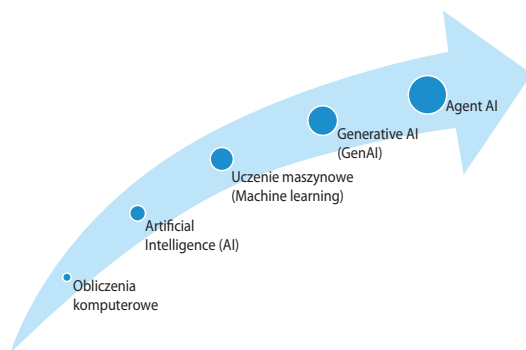 Agent AI
Generative AI
(GenAI)
Uczenie maszynowe
(Machine learning)
Artificial
Intelligence (AI)
Obliczenia
komputerowe